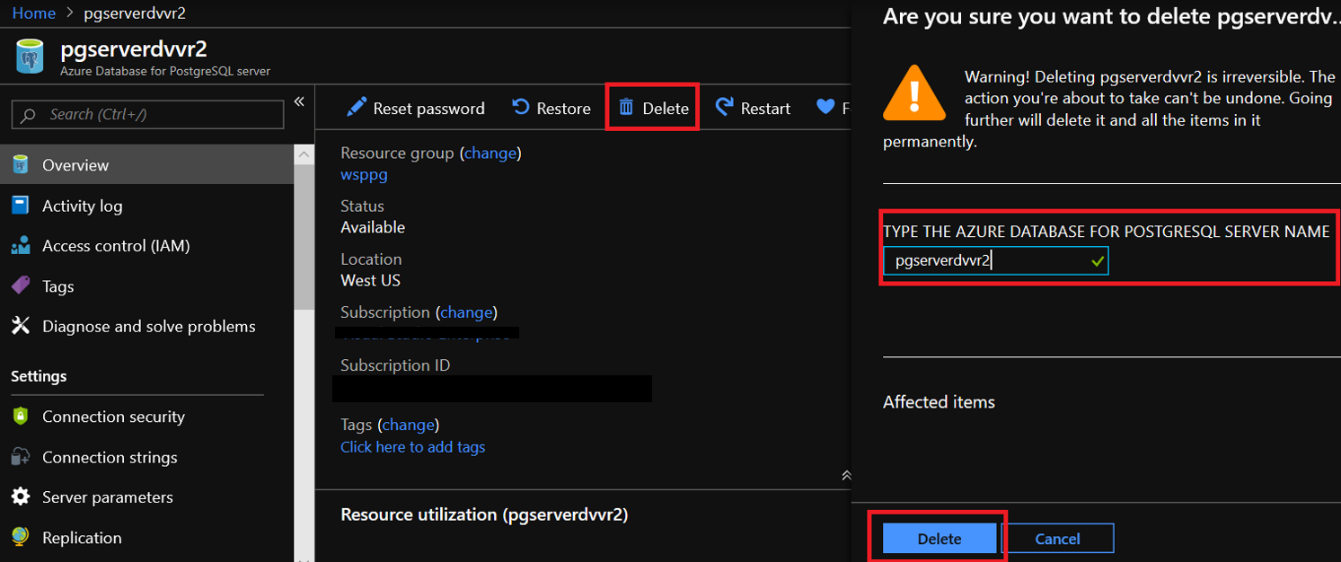 Home > pgserverdvvr2
pgserverdvvr2
Azure Database for PostgreSQL server
Search (Ctrl+/)
Overview
Activity log
Access control (IAM)
Tags
Diagnose and solve problems
Settings
Connection security
Connection strings
Server parameters
Replication
Reset password Restore Delete Restart F
Resource group (change)
wsppg
Status
Available
Location
West US
Subscription (change)
Subscription ID
Tags (change)
Click here to add tags
Resource utilization (pgserverdvvr2)
Are you sure you want to delete pgserverdv...
Warning! Deleting pgserverdvvr2 is irreversible. The
action you're about to take can't be undone. Going
further will delete it and all the items in it
permanently.
TYPE THE AZURE DATABASE FOR POSTGRESQL SERVER NAME
pgserverdvvr2
Affected items
Delete Cancel